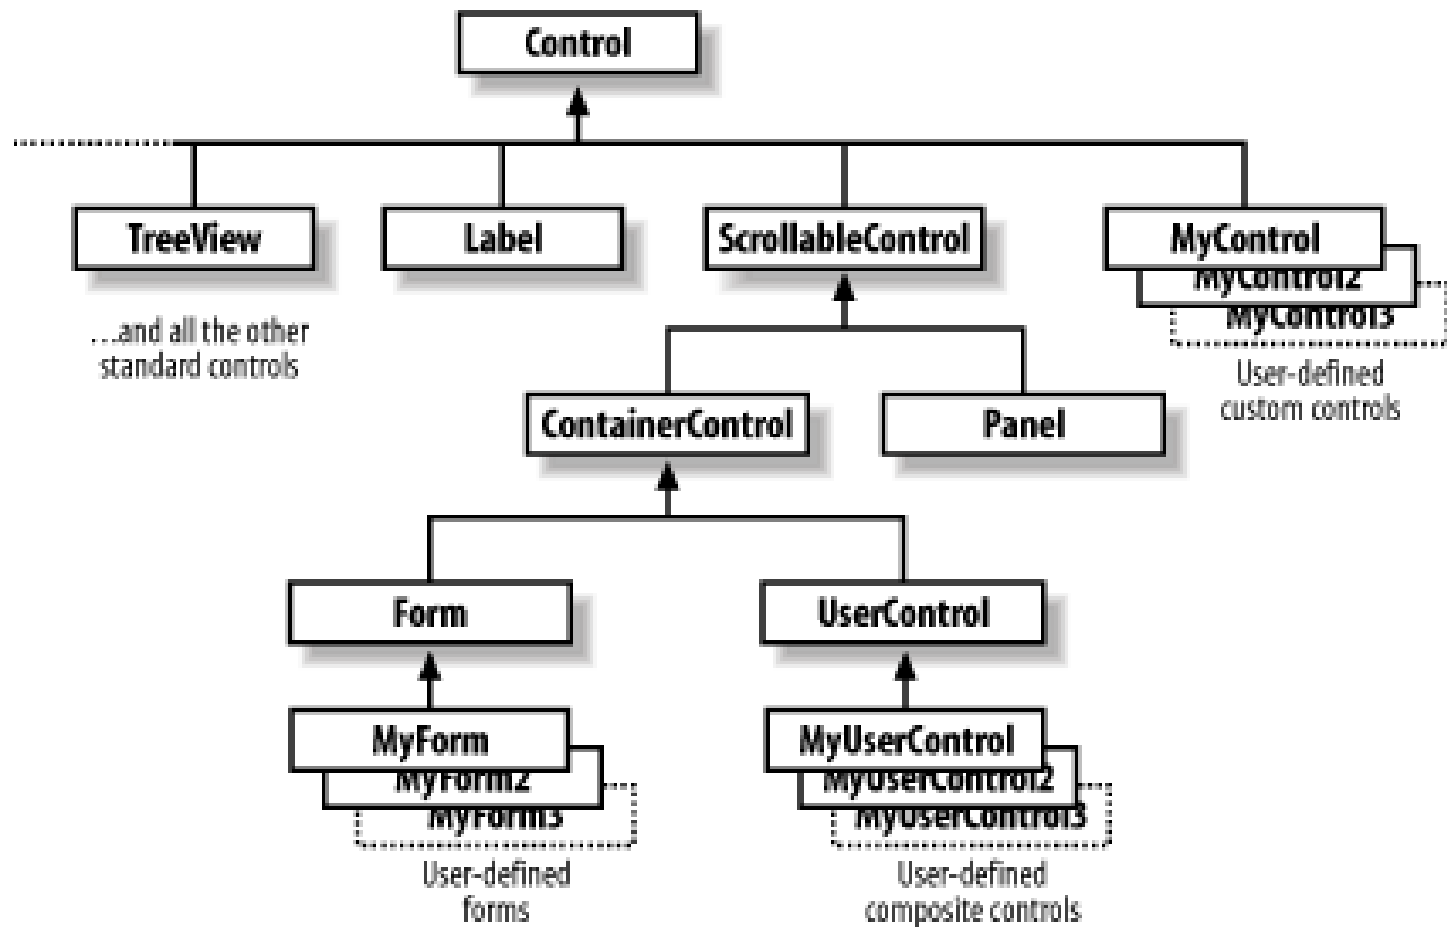 Control
TreeView
Label
ScrollableControl
MyControl
MyControl2
MyControl3
...and all the other
standard controls
User-defined
custom controls
ContainerControl
Panel
Form
UserControl
MyForm
MyForm2
MyForm3
User-defined
forms
MyUserControl
MyUserControl2
MyUserControl3
User-defined
composite controls